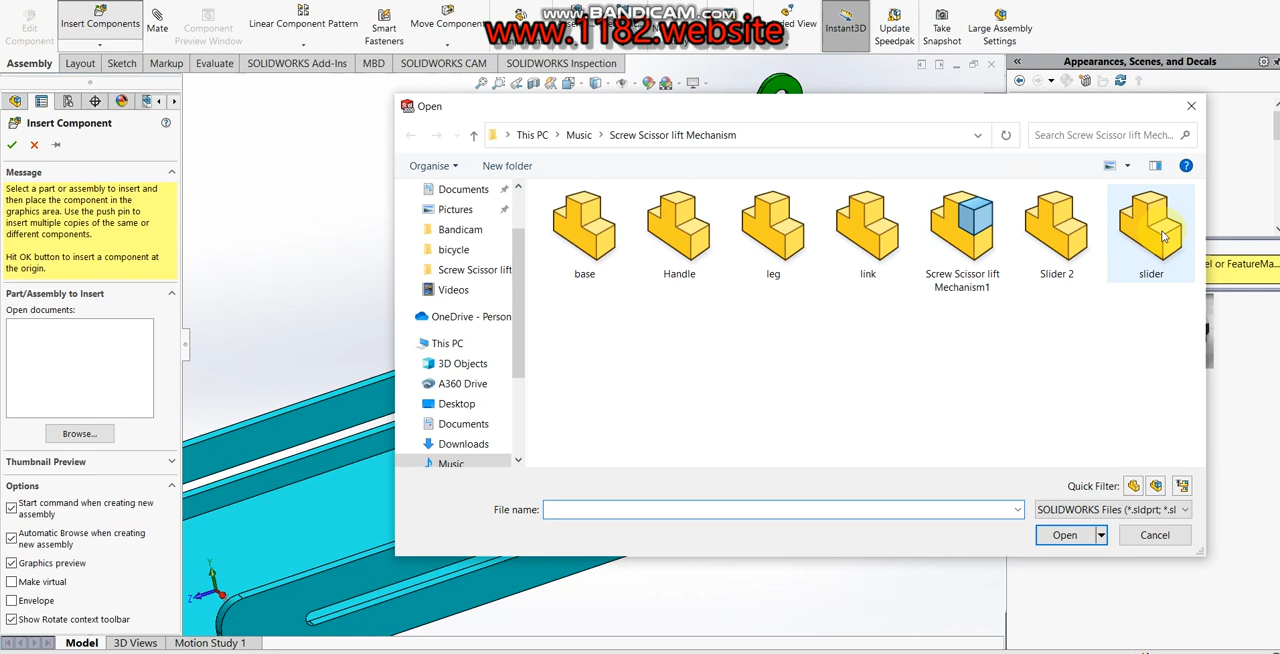 Edit
Component
Insert Components
Mate
Component
Preview Window
Linear Component Pattern
Smart
Fasteners
Move Component
www.BANDICAM.com
www.1182.website
Instant3D
Update
Speedpak
Take
Snapshot
Large Assembly
Settings
Assembly
Layout
Sketch
Markup
Evaluate
SOLIDWORKS Add-Ins
MBD
SOLIDWORKS CAM
SOLIDWORKS Inspection
Appearances, Scenes, and Decals
Insert Component
Message
Select a part or assembly to insert and
then place the component in the
graphics area. Use the push pin to
insert multiple copies of the same or
different components.
Hit OK button to insert a component at
the origin.
Part/Assembly to Insert
Open documents:
Browse...
Thumbnail Preview
Options
Start command when creating new
assembly
Automatic Browse when creating
new assembly
Graphics preview
Make virtual
Envelope
Show Rotate context toolbar
Model
3D Views
Motion Study 1
Open
This PC
Music
Screw Scissor lift Mechanism
Search Screw Scissor lift Mech...
Organise
New folder
Documents
Pictures
Bandicam
bicycle
Screw Scissor lift
Videos
OneDrive - Person
This PC
3D Objects
A360 Drive
Desktop
Documents
Downloads
Music
base
Handle
leg
link
Screw Scissor lift
Mechanism1
Slider 2
slider
Quick Filter:
File name:
SOLIDWORKS Files (*.sldprt; *.sl
Open
Cancel
el or FeatureMa...
Z